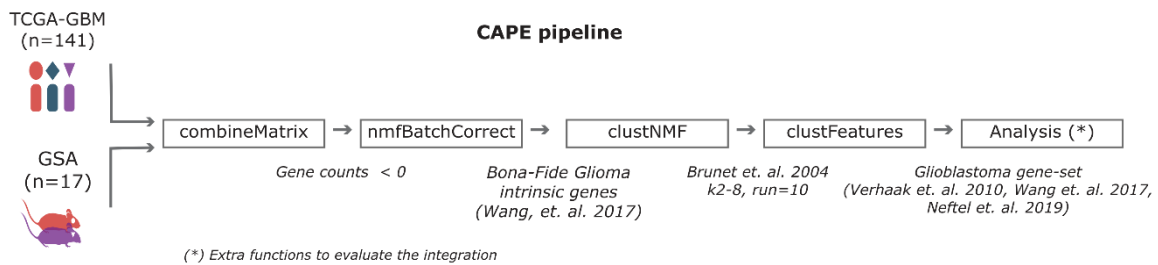 TCGA-GBM
(n=141)
CAPE pipeline
combineMatrix
nmfBatchCorrect
clustNMF
clustFeatures
Analysis (*)
GSA
(n=17)
Gene counts < 0
Bona-Fide Glioma
intrinsic genes
(Wang, et. al. 2017)
Brunet et. al. 2004
k2-8, run=10
Glioblastoma gene-set
(Verhaak et. al. 2010, Wang et. al. 2017,
Neftel et. al. 2019)
(*) Extra functions to evaluate the integration